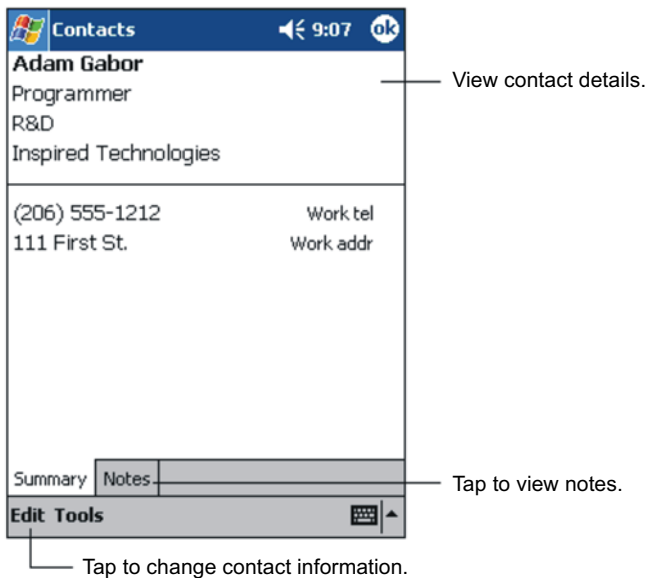 Contacts 9:07 ok
Adam Gabor
Programmer
R&D
Inspired Technologies
View contact details.
(206) 555-1212 Work tel
111 First St. Work addr
Summary Notes
Tap to view notes.
Edit Tools
Tap to change contact information.